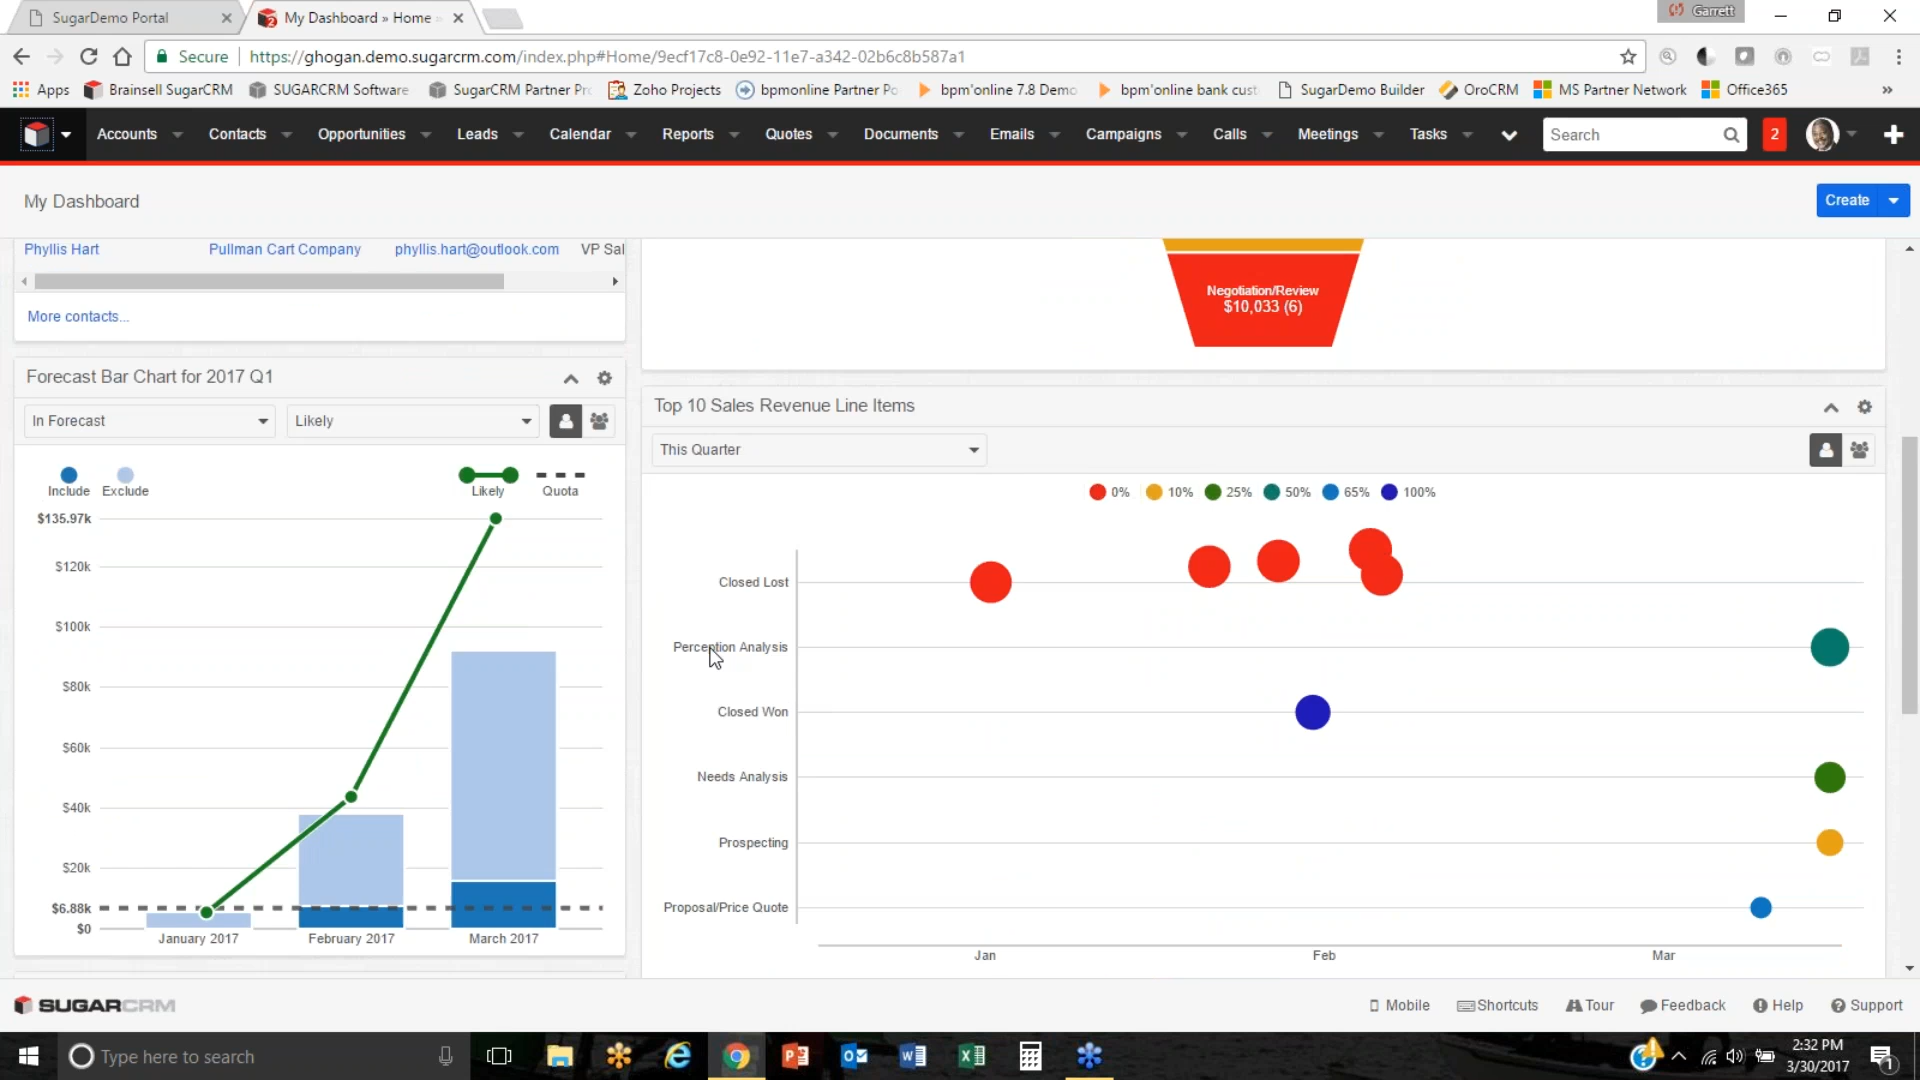 SugarDemo Portal
My Dashboard » Home
Garrett
Secure https://ghogan.demo.sugarcrm.com/index.php#Home/9ecf17c8-0e92-11e7-a342-02b6c8b587a1
Apps Brainsell SugarCRM SUGARCRM Software SugarCRM Partner Pr bpmonline Partner Po Zoho Projects bpm'online 7.8 Demo bpm'online bank cust SugarDemo Builder OroCRM MS Partner Network Office365 »
Accounts Contacts Opportunities Leads Calendar Reports Quotes Documents Emails Campaigns Calls Meetings Tasks Search 2
My Dashboard Create
Phyllis Hart Pullman Cart Company phyllis.hart@outlook.com VP Sal
More contacts...
Negotiation/Review
$10,033 (6)
Forecast Bar Chart for 2017 Q1
In Forecast Likely
Include Exclude Likely Quota
$135.97k
$120k
$100k
$80k
$60k
$40k
$20k
$6.88k
$0
January 2017 February 2017 March 2017
Top 10 Sales Revenue Line Items
This Quarter
0% 10% 25% 50% 65% 100%
Closed Lost
Perception Analysis
Closed Won
Needs Analysis
Prospecting
Proposal/Price Quote
Jan Feb Mar
SUGARCRM Mobile Shortcuts Tour Feedback Help Support
Type here to search
2:32 PM
3/30/2017
1